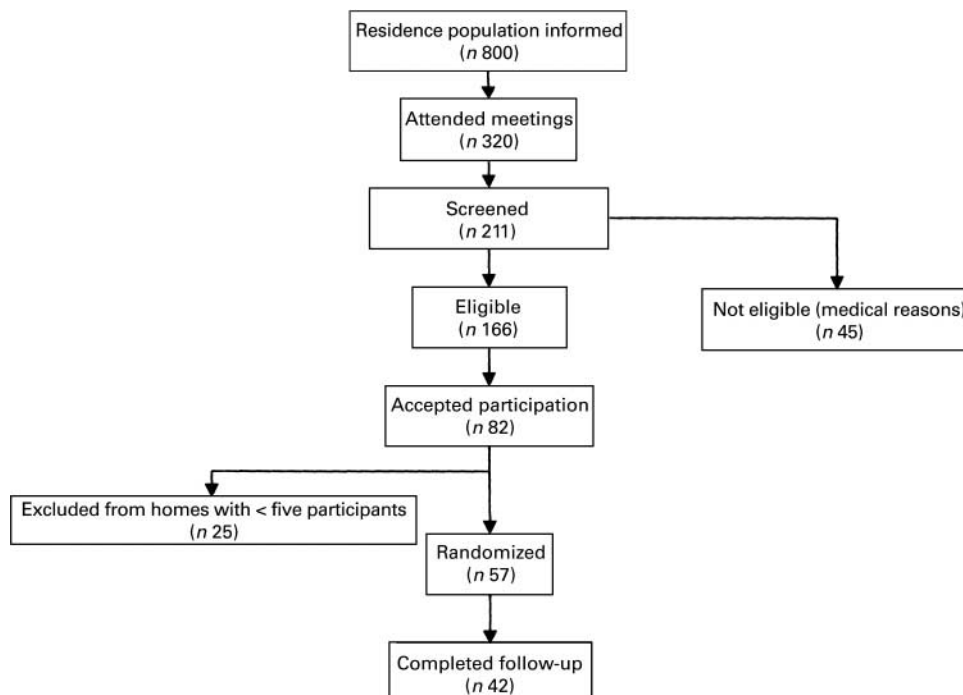 Residence population informed
(n 800)
Attended meetings
(n 320)
Screened
(n 211)
Eligible
(n 166)
Not eligible (medical reasons)
(n 45)
Accepted participation
(n 82)
Excluded from homes with < five participants
(n 25)
Randomized
(n 57)
Completed follow-up
(n 42)